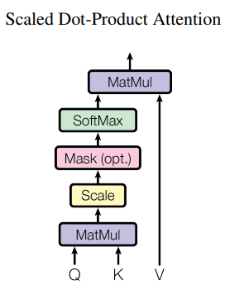 Scaled Dot-Product Attention
MatMul
SoftMax
Mask (opt.)
Scale
MatMul
Q K V